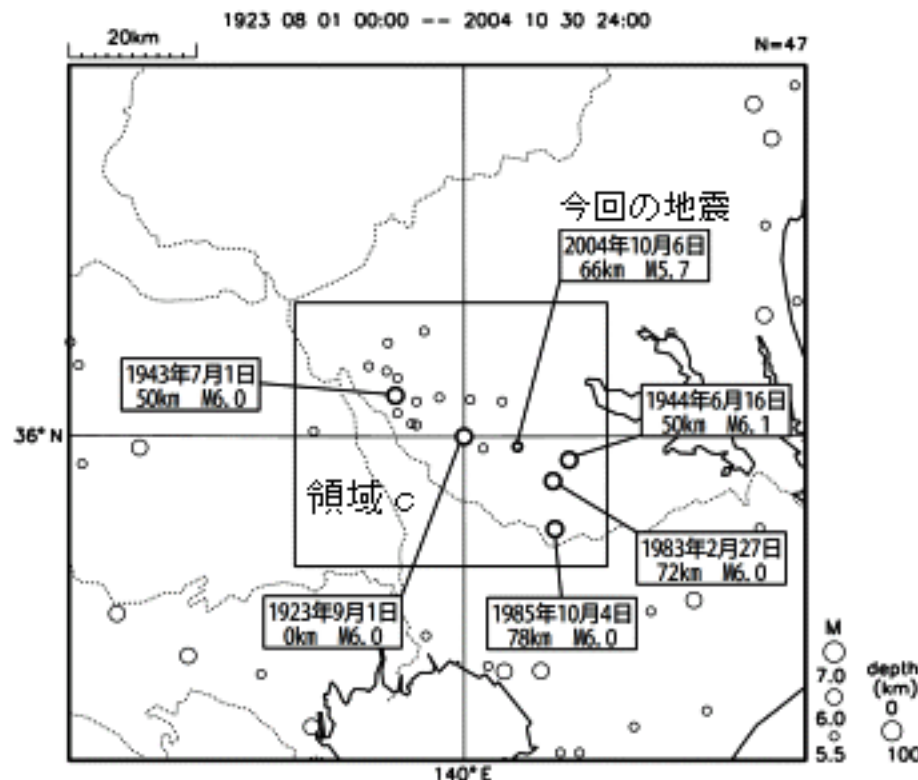 1923 08 01 00:00 -- 2004 10 30 24:00
20km
N=47
今回の地震
2004年10月6日
66km M5.7
1943年7月1日
50km M6.0
1944年6月16日
50km M6.1
36°N
領域c
1983年2月27日
72km M6.0
1923年9月1日
0km M6.0
1985年10月4日
78km M6.0
M
7.0
6.0
5.5
depth
(km)
0
100
140°E